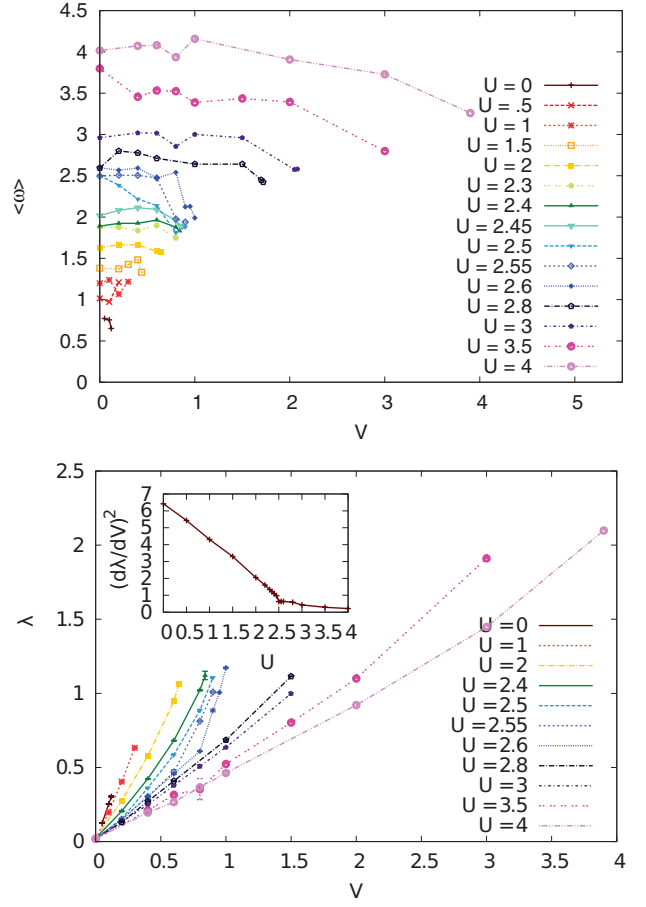 4.5
4
3.5
3
2.5
2
1.5
1
0.5
0
<ω>
0 1 2 3 4 5
V
U = 0
U = .5
U = 1
U = 1.5
U = 2
U = 2.3
U = 2.4
U = 2.45
U = 2.5
U = 2.55
U = 2.6
U = 2.8
U = 3
U = 3.5
U = 4
2.5
2
1.5
1
0.5
0
λ
7
6
5
4
3
2
1
0
(dλ/dV)²
0 0.5 1 1.5 2 2.5 3 3.5 4
U
U = 0
U = 1
U = 2
U = 2.4
U = 2.5
U = 2.55
U = 2.6
U = 2.8
U = 3
U = 3.5
U = 4
0 0.5 1 1.5 2 2.5 3 3.5 4
V